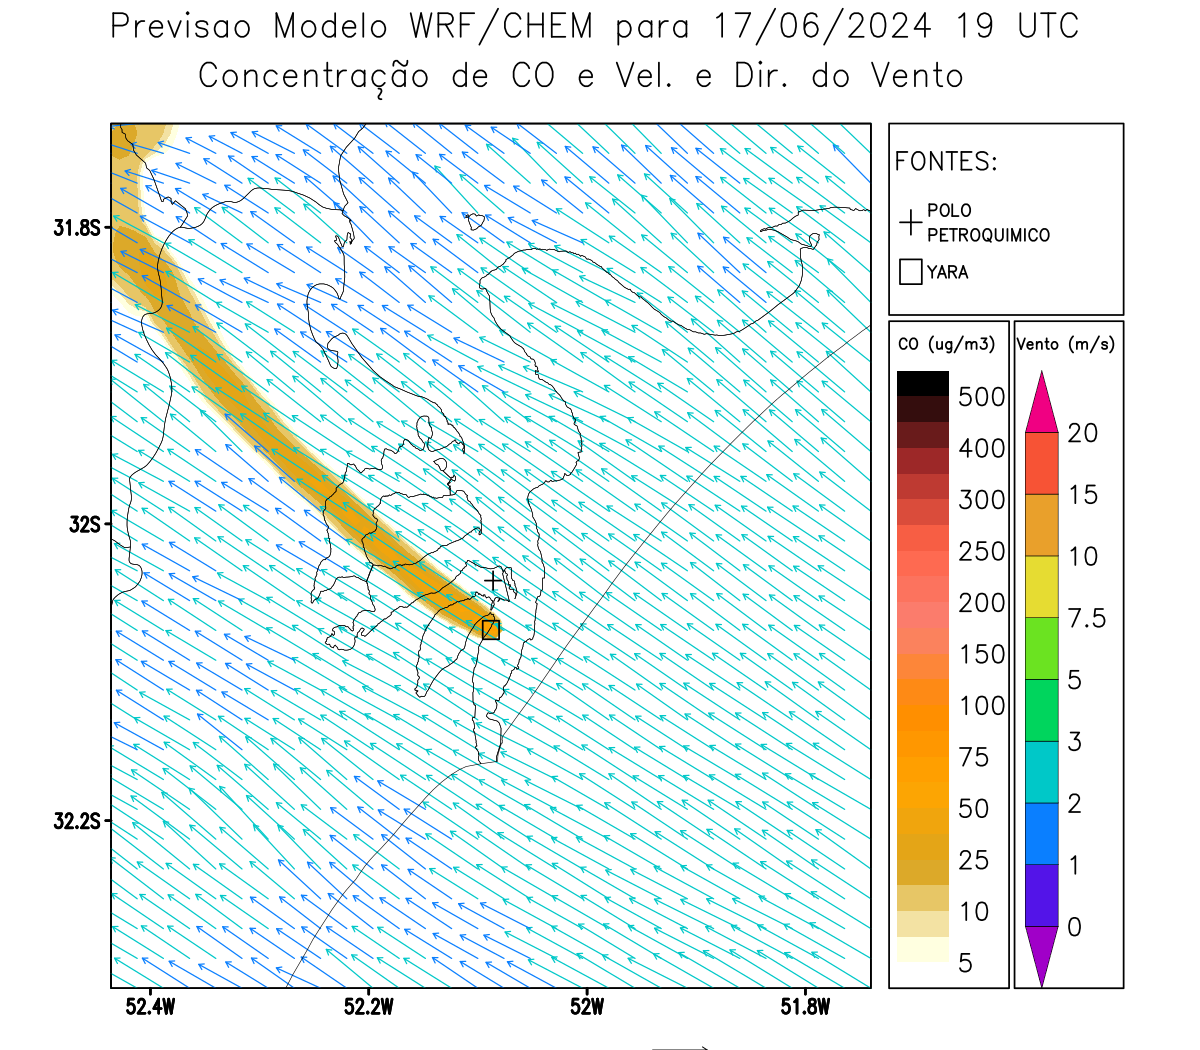 Previsao Modelo WRF/CHEM para 17/06/2024 19 UTC
Concentração de CO e Vel. e Dir. do Vento
FONTES:
POLO
PETROQUIMICO
YARA
CO (ug/m3)
500
400
300
250
200
150
100
75
50
25
10
5
Vento (m/s)
20
15
10
7.5
5
3
2
1
0
31.8S
32S
32.2S
52.4W
52.2W
52W
51.8W